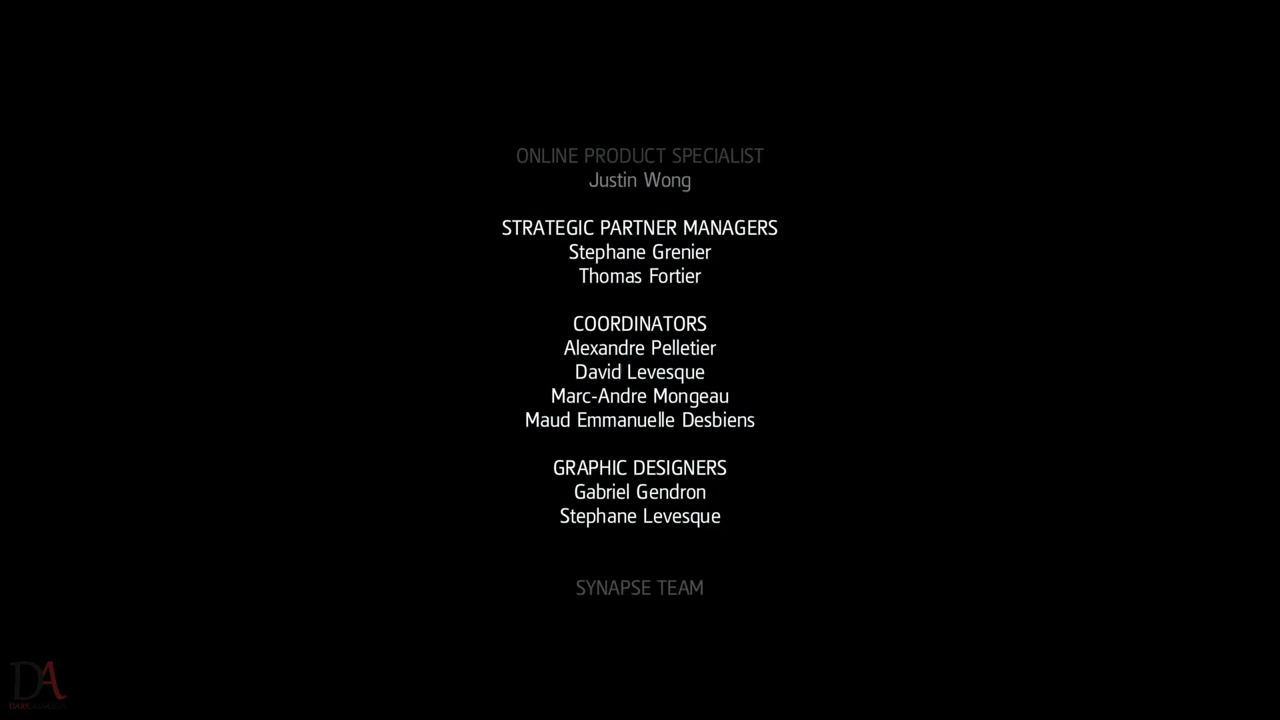 ONLINE PRODUCT SPECIALIST
Justin Wong
STRATEGIC PARTNER MANAGERS
Stephane Grenier
Thomas Fortier
COORDINATORS
Alexandre Pelletier
David Levesque
Marc-Andre Mongeau
Maud Emmanuelle Desbiens
GRAPHIC DESIGNERS
Gabriel Gendron
Stephane Levesque
SYNAPSE TEAM
DA
DARK